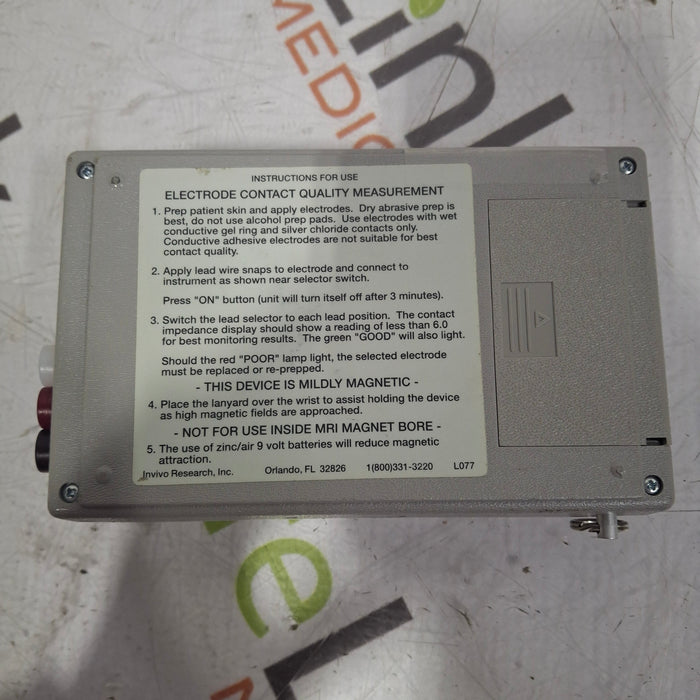 MEDIC
INSTRUCTIONS FOR USE
ELECTRODE CONTACT QUALITY MEASUREMENT
1. Prep patient skin and apply electrodes. Dry abrasive prep is
best, do not use alcohol prep pads. Use electrodes with wet
conductive gel ring and silver chloride contacts only.
Conductive adhesive electrodes are not suitable for best
contact quality.
2. Apply lead wire snaps to electrode and connect to
instrument as shown near selector switch.
Press "ON" button (unit will turn itself off after 3 minutes).
3. Switch the lead selector to each lead position. The contact
impedance display should show a reading of less than 6.0
for best monitoring results. The green "GOOD" will also light.
Should the red "POOR" lamp light, the selected electrode
must be replaced or re-prepped.
- THIS DEVICE IS MILDLY MAGNETIC -
4. Place the lanyard over the wrist to assist holding the device
as high magnetic fields are approached.
- NOT FOR USE INSIDE MRI MAGNET BORE -
5. The use of zinc/air 9 volt batteries will reduce magnetic
attraction.
Invivo Research, Inc. Orlando, FL 32826 1(800)331-3220 L077